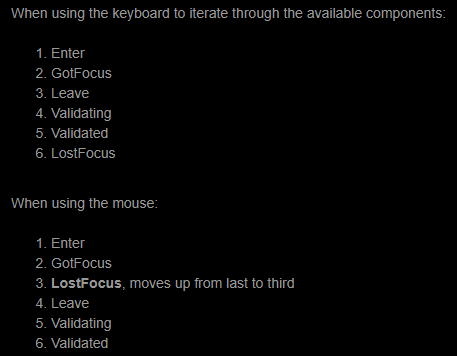 When using the keyboard to iterate through the available components:
1. Enter
2. GotFocus
3. Leave
4. Validating
5. Validated
6. LostFocus
When using the mouse:
1. Enter
2. GotFocus
3. LostFocus, moves up from last to third
4. Leave
5. Validating
6. Validated